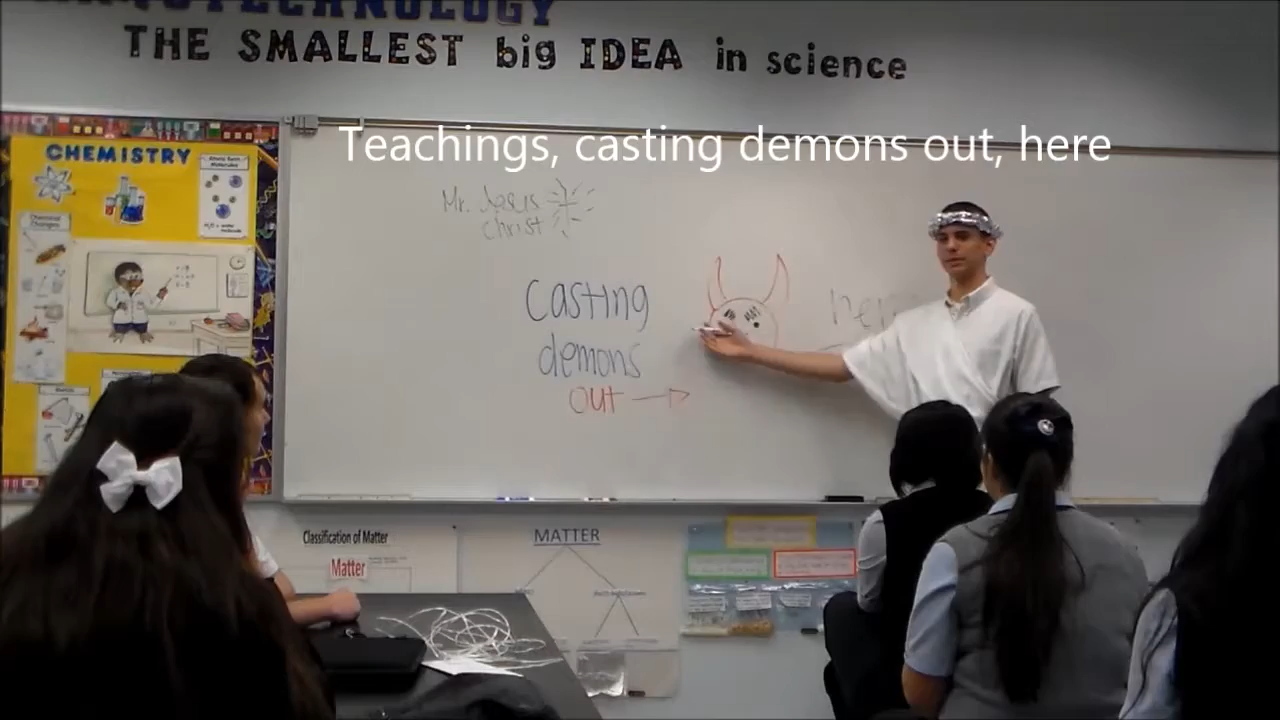 THE SMALLEST big IDEA in science
Teachings, casting demons out, here
CHEMISTRY
Mr. Jesus
christ
Casting
demons
out
Classification of Matter
Matter
MATTER